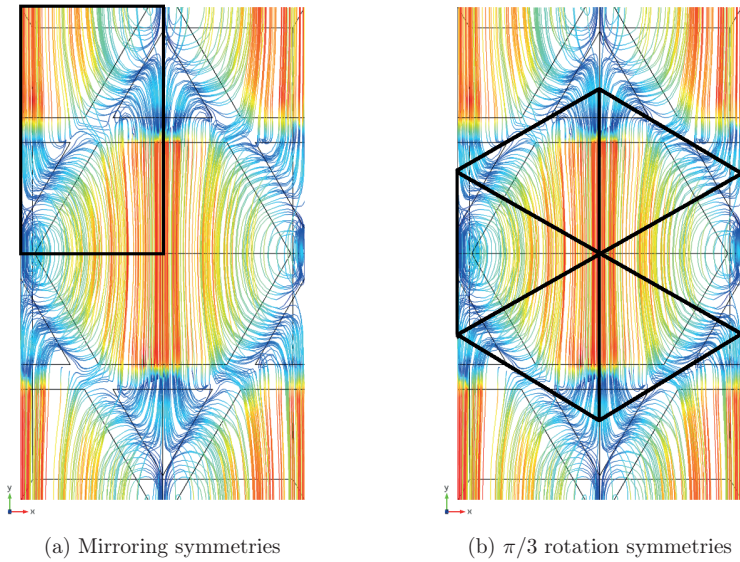 y
x
y
x
(a) Mirroring symmetries
(b) π/3 rotation symmetries